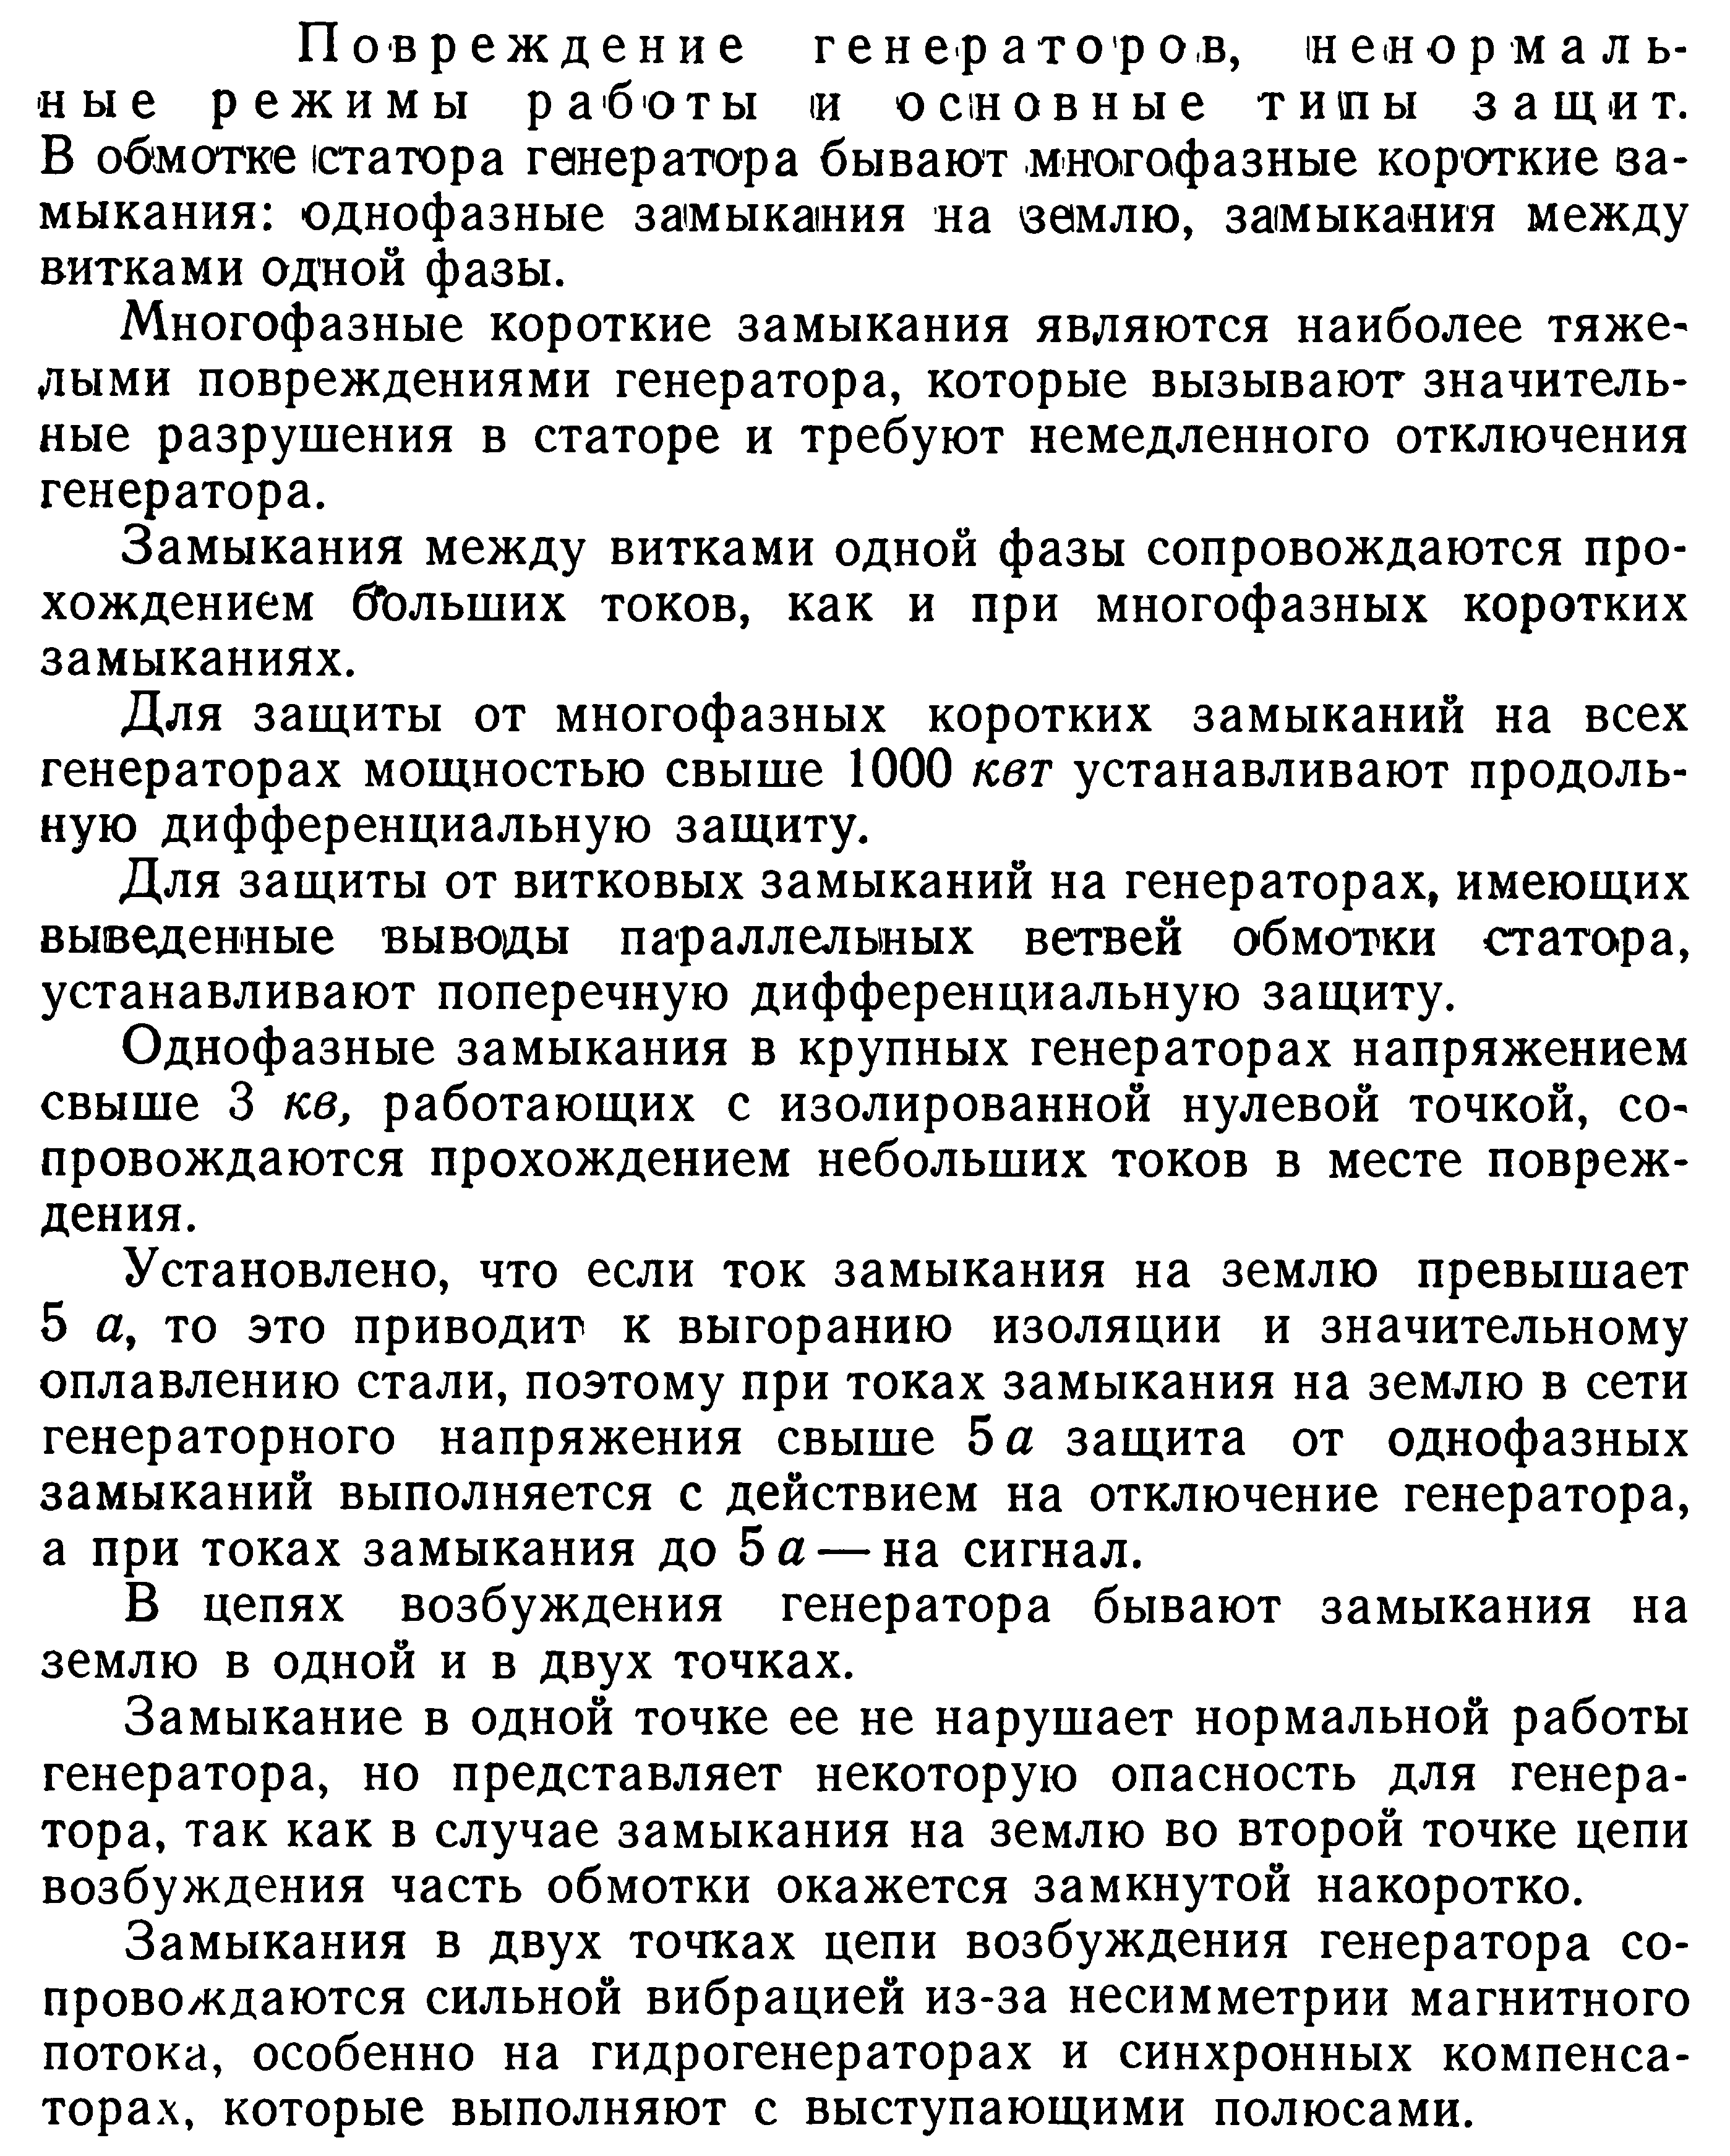 Повреждение генераторов, ненормаль-
ные режимы работы и основные типы защит.
В обмотке статора генератора бывают многофазные короткие за-
мыкания: однофазные замыкания на землю, замыкания между
витками одной фазы.
Многофазные короткие замыкания являются наиболее тяже-
лыми повреждениями генератора, которые вызывают значитель-
ные разрушения в статоре и требуют немедленного отключения
генератора.
Замыкания между витками одной фазы сопровождаются про-
хождением больших токов, как и при многофазных коротких
замыканиях.
Для защиты от многофазных коротких замыканий на всех
генераторах мощностью свыше 1000 квт устанавливают продоль-
ную дифференциальную защиту.
Для защиты от витковых замыканий на генераторах, имеющих
выведенные выводы параллельных ветвей обмотки статора,
устанавливают поперечную дифференциальную защиту.
Однофазные замыкания в крупных генераторах напряжением
свыше 3 кв, работающих с изолированной нулевой точкой, со-
провождаются прохождением небольших токов в месте повреж-
дения.
Установлено, что если ток замыкания на землю превышает
5 а, то это приводит к выгоранию изоляции и значительному
оплавлению стали, поэтому при токах замыкания на землю в сети
генераторного напряжения свыше 5 а защита от однофазных
замыканий выполняется с действием на отключение генератора,
а при токах замыкания до 5 а — на сигнал.
В цепях возбуждения генератора бывают замыкания на
землю в одной и в двух точках.
Замыкание в одной точке ее не нарушает нормальной работы
генератора, но представляет некоторую опасность для генера-
тора, так как в случае замыкания на землю во второй точке цепи
возбуждения часть обмотки окажется замкнутой накоротко.
Замыкания в двух точках цепи возбуждения генератора со-
провождаются сильной вибрацией из-за несимметрии магнитного
потока, особенно на гидрогенераторах и синхронных компенса-
торах, которые выполняют с выступающими полюсами.